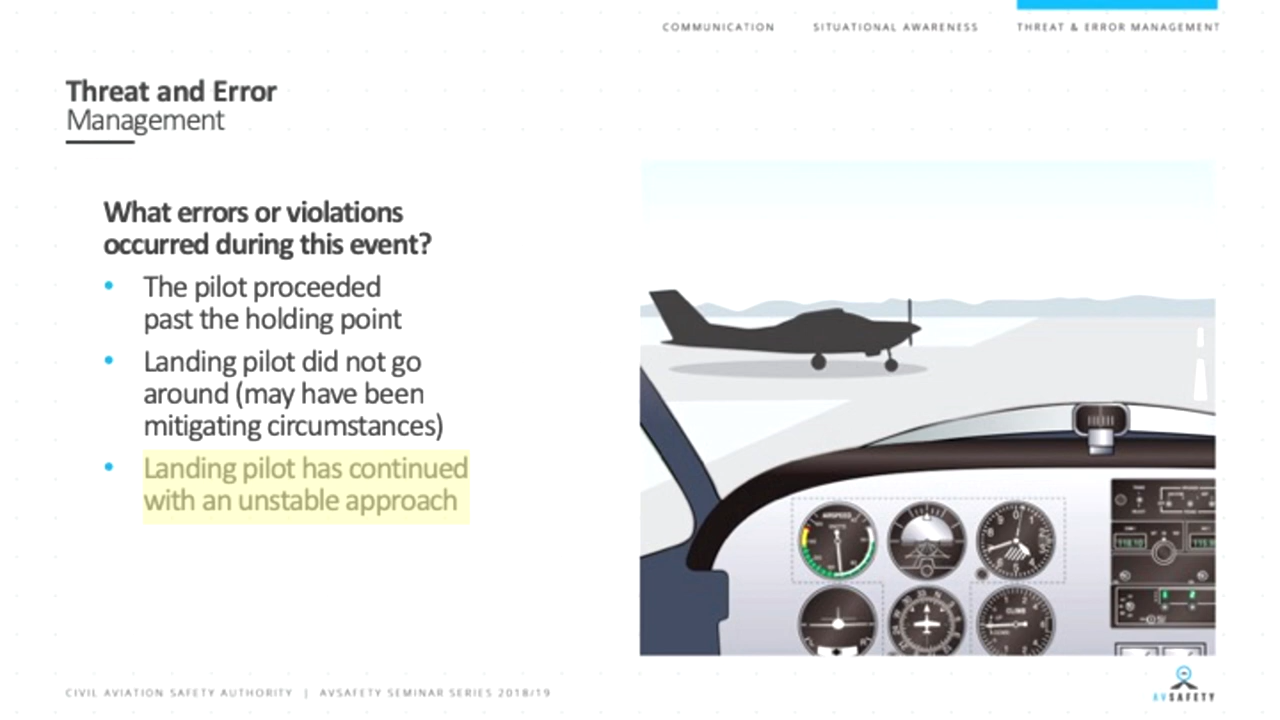 COMMUNICATION
SITUATIONAL AWARENESS
THREAT & ERROR MANAGEMENT
Threat and Error
Management
What errors or violations
occurred during this event?
• The pilot proceeded
past the holding point
• Landing pilot did not go
around (may have been
mitigating circumstances)
• Landing pilot has continued
with an unstable approach
AIRSPEED
CLIMB
CIVIL AVIATION SAFETY AUTHORITY | AVSAFETY SEMINAR SERIES 2018/19
AVSAFETY